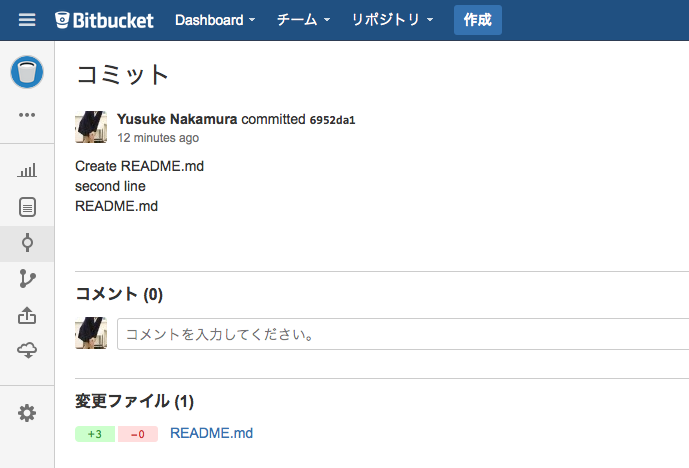 Bitbucket Dashboard チーム リポジトリ 作成
コミット
Yusuke Nakamura committed 6952da1
12 minutes ago
Create README.md
second line
README.md
コメント (0)
コメントを入力してください。
変更ファイル (1)
+3 −0 README.md